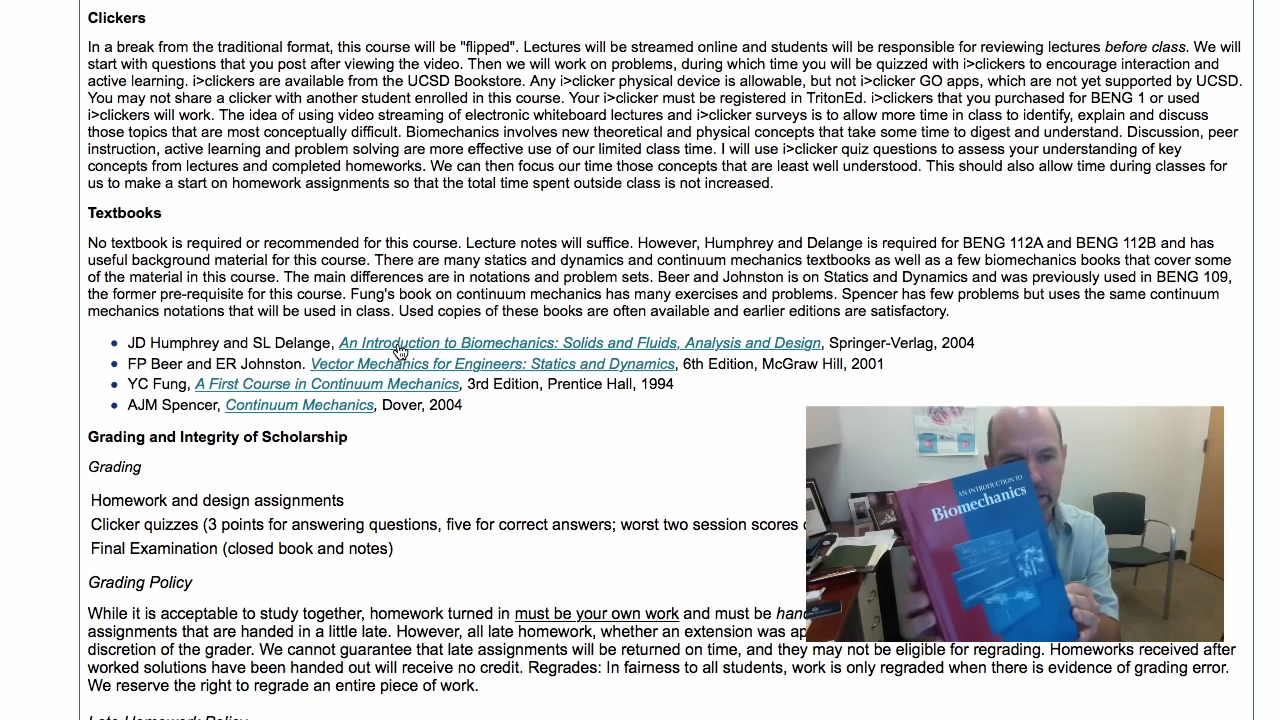 Clickers
In a break from the traditional format, this course will be "flipped". Lectures will be streamed online and students will be responsible for reviewing lectures before class. We will
start with questions that you post after viewing the video. Then we will work on problems, during which time you will be quizzed with i>clickers to encourage interaction and
active learning. i>clickers are available from the UCSD Bookstore. Any i>clicker physical device is allowable, but not i>clicker GO apps, which are not yet supported by UCSD.
You may not share a clicker with another student enrolled in this course. Your i>clicker must be registered in TritonEd. i>clickers that you purchased for BENG 1 or used
i>clickers will work. The idea of using video streaming of electronic whiteboard lectures and i>clicker surveys is to allow more time in class to identify, explain and discuss
those topics that are most conceptually difficult. Biomechanics involves new theoretical and physical concepts that take some time to digest and understand. Discussion, peer
instruction, active learning and problem solving are more effective use of our limited class time. I will use i>clicker quiz questions to assess your understanding of key
concepts from lectures and completed homeworks. We can then focus our time those concepts that are least well understood. This should also allow time during classes for
us to make a start on homework assignments so that the total time spent outside class is not increased.
Textbooks
No textbook is required or recommended for this course. Lecture notes will suffice. However, Humphrey and Delange is required for BENG 112A and BENG 112B and has
useful background material for this course. There are many statics and dynamics and continuum mechanics textbooks as well as a few biomechanics books that cover some
of the material in this course. The main differences are in notations and problem sets. Beer and Johnston is on Statics and Dynamics and was previously used in BENG 109,
the former pre-requisite for this course. Fung's book on continuum mechanics has many exercises and problems. Spencer has few problems but uses the same continuum
mechanics notations that will be used in class. Used copies of these books are often available and earlier editions are satisfactory.
JD Humphrey and SL Delange, An Introduction to Biomechanics: Solids and Fluids, Analysis and Design, Springer-Verlag, 2004
FP Beer and ER Johnston. Vector Mechanics for Engineers: Statics and Dynamics, 6th Edition, McGraw Hill, 2001
YC Fung, A First Course in Continuum Mechanics, 3rd Edition, Prentice Hall, 1994
AJM Spencer, Continuum Mechanics, Dover, 2004
Grading and Integrity of Scholarship
Grading
Homework and design assignments
Clicker quizzes (3 points for answering questions, five for correct answers; worst two session scores
Final Examination (closed book and notes)
AN INTRODUCTION TO
Biomechanics
Grading Policy
While it is acceptable to study together, homework turned in must be your own work and must be
assignments that are handed in a little late. However, all late homework, whether an extension was
discretion of the grader. We cannot guarantee that late assignments will be returned on time, and they may not be eligible for regrading. Homeworks received after
worked solutions have been handed out will receive no credit. Regrades: In fairness to all students, work is only regraded when there is evidence of grading error.
We reserve the right to regrade an entire piece of work.
Late Homework Policy